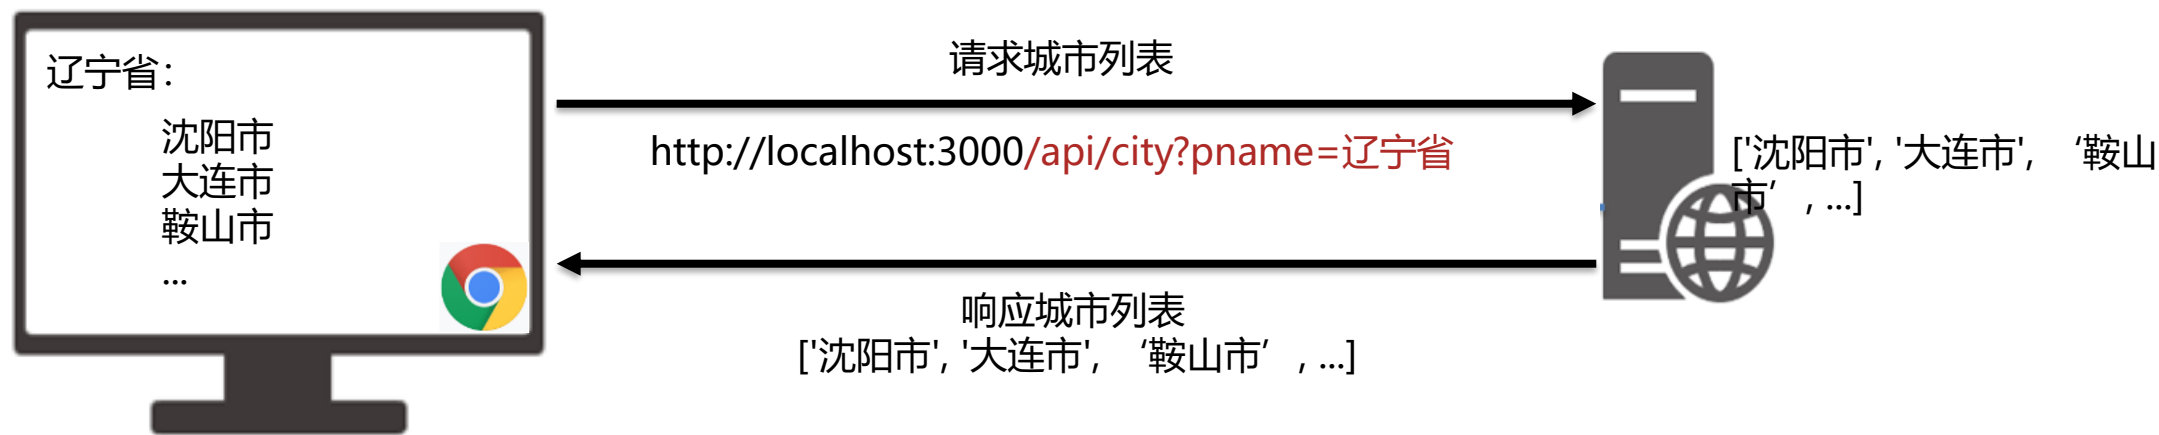 辽宁省：
沈阳市
大连市
鞍山市
...
请求城市列表
http://localhost:3000/api/city?pname=辽宁省
响应城市列表
['沈阳市', '大连市', ‘鞍山市’, ...]
['沈阳市', '大连市', ‘鞍山
市’, ...]